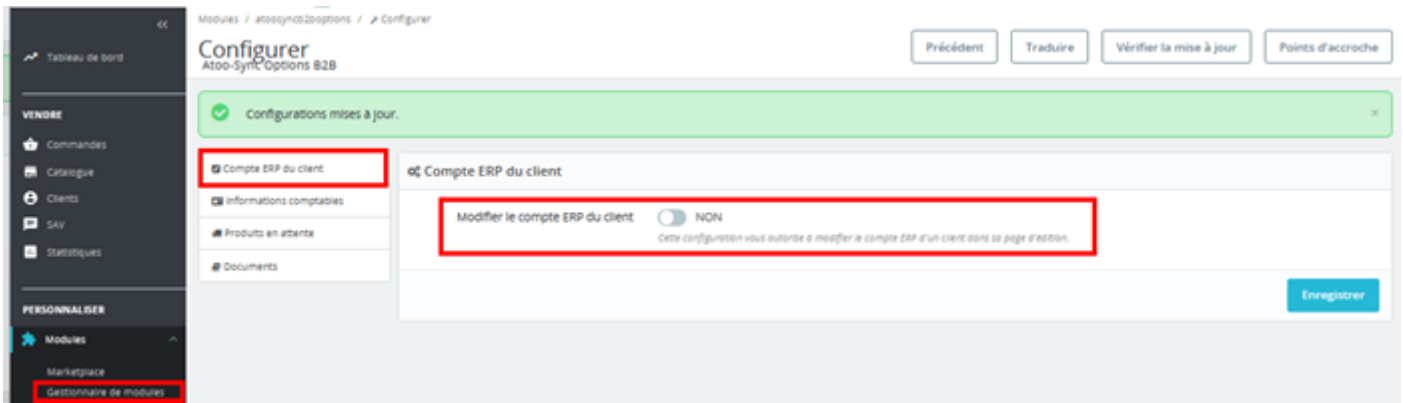 Modules / atoosyncb2boptions / Configurer
Configurer
Atoo-Sync Options B2B
Précédent
Traduire
Vérifier la mise à jour
Points d'accroche
Tableau de bord
VENDRE
Commandes
Catalogue
Clients
SAV
Statistiques
PERSONNALISER
Modules
Marketplace
Gestionnaire de modules
Configurations mises à jour.
Compte ERP du client
Informations comptables
Produits en attente
Documents
Compte ERP du client
Modifier le compte ERP du client NON
Cette configuration vous autorise à modifier le compte ERP d'un client dans sa page d'édition.
Enregistrer